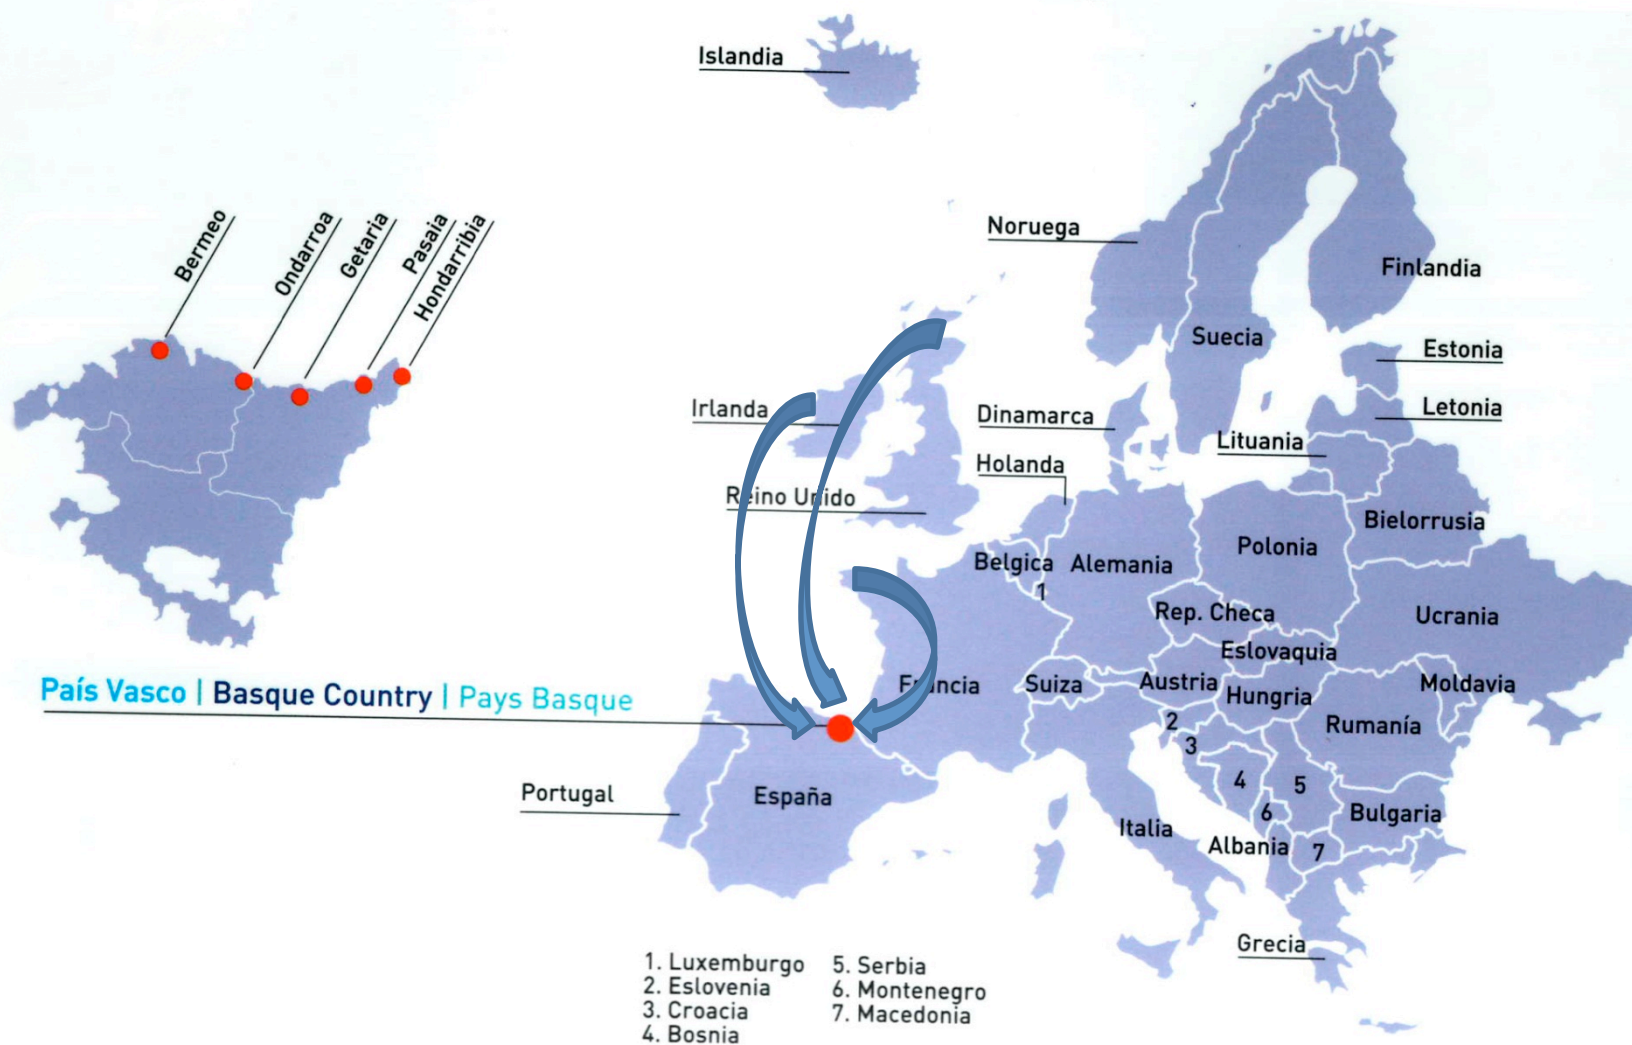 Islandia
Bermeo
Ondarroa
Getaria
Pasaia
Hondarribia
Noruega
Finlandia
Suecia
Estonia
Irlanda
Dinamarca
Letonia
Lituania
Holanda
Reino Unido
Bielorrusia
Polonia
Belgica
Alemania
1
Rep. Checa
Ucrania
Eslovaquia
País Vasco | Basque Country | Pays Basque
Francia
Suiza
Austria
Hungria
Moldavia
2
Rumanía
3
Portugal
España
4
5
6
Bulgaria
Italia
Albania
7
Grecia
1. Luxemburgo
2. Eslovenia
3. Croacia
4. Bosnia
5. Serbia
6. Montenegro
7. Macedonia